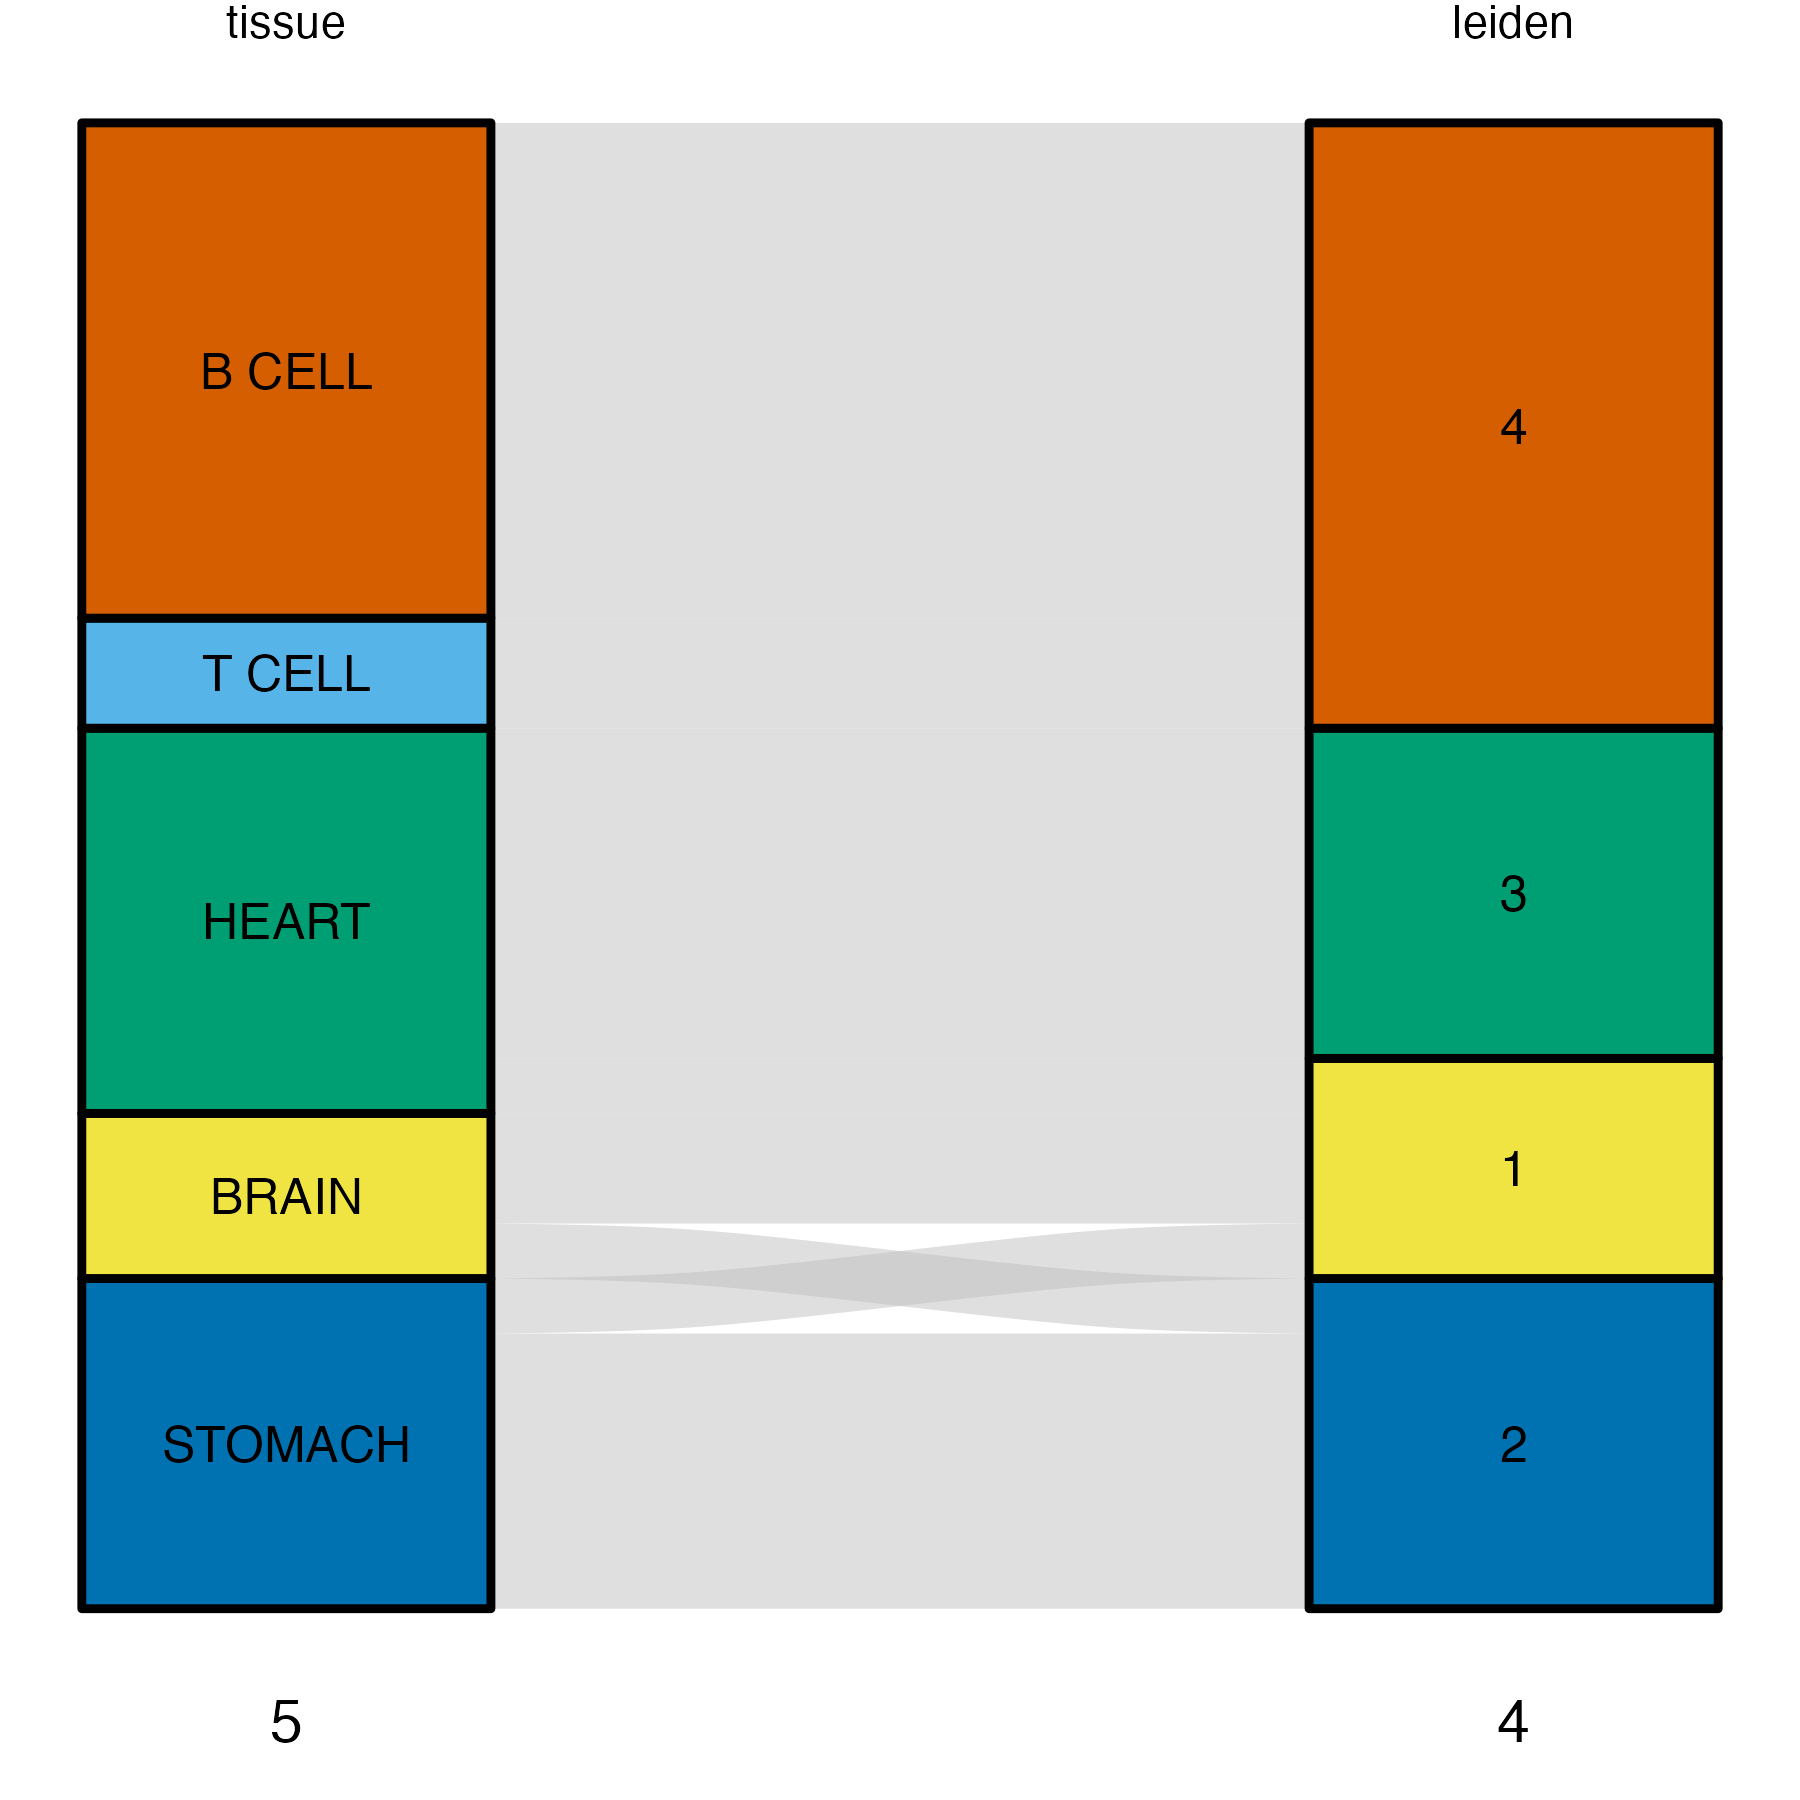 tissue
leiden
B CELL
4
T CELL
HEART
3
BRAIN
1
STOMACH
2
5
4